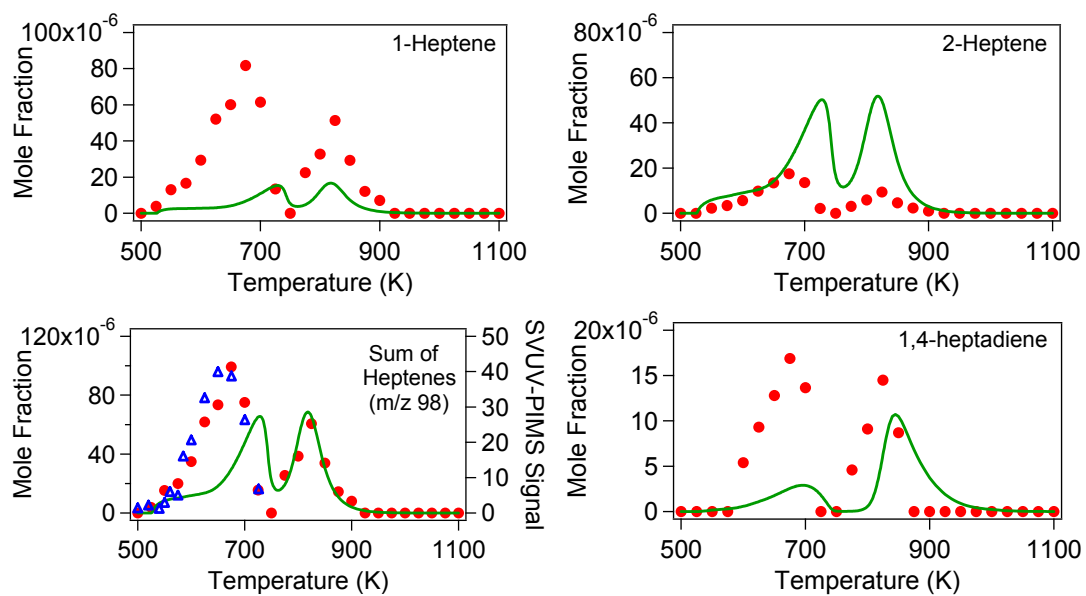 100x10-6
80
60
40
20
0
Mole Fraction
1-Heptene
500 700 900 1100
Temperature (K)
80x10-6
60
40
20
0
Mole Fraction
2-Heptene
500 700 900 1100
Temperature (K)
120x10-6
80
40
0
Mole Fraction
Sum of
Heptenes
(m/z 98)
50
40
30
20
10
0
SVUV-PIMS Signal
500 700 900 1100
Temperature (K)
20x10-6
15
10
5
0
Mole Fraction
1,4-heptadiene
500 700 900 1100
Temperature (K)